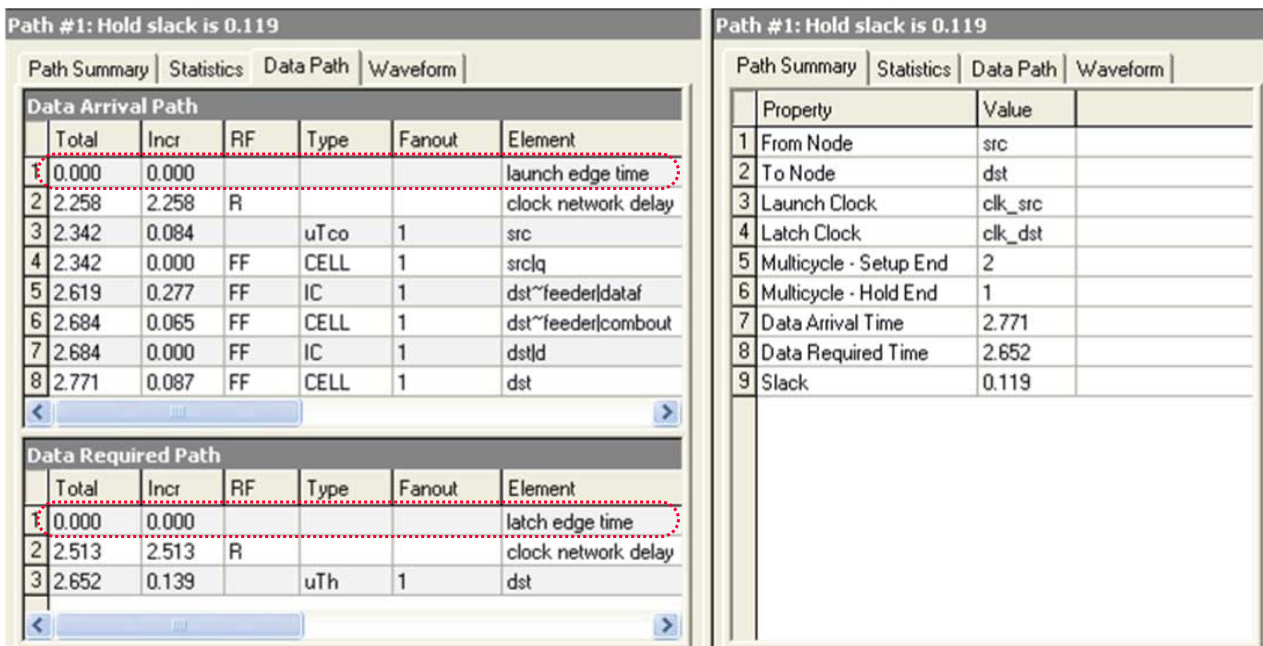 Path #1: Hold slack is 0.119
Path Summary Statistics Data Path Waveform
Data Arrival Path
Total Incr RF Type Fanout Element
1 0.000 0.000 launch edge time
2 2.258 2.258 R clock network delay
3 2.342 0.084 uTco 1 src
4 2.342 0.000 FF CELL 1 src|q
5 2.619 0.277 FF IC 1 dst~feeder|dataf
6 2.684 0.065 FF CELL 1 dst~feeder|combout
7 2.684 0.000 FF IC 1 dst|d
8 2.771 0.087 FF CELL 1 dst
Data Required Path
Total Incr RF Type Fanout Element
1 0.000 0.000 latch edge time
2 2.513 2.513 R clock network delay
3 2.652 0.139 uTh 1 dst
Path #1: Hold slack is 0.119
Path Summary Statistics Data Path Waveform
Property Value
1 From Node src
2 To Node dst
3 Launch Clock clk_src
4 Latch Clock clk_dst
5 Multicycle - Setup End 2
6 Multicycle - Hold End 1
7 Data Arrival Time 2.771
8 Data Required Time 2.652
9 Slack 0.119